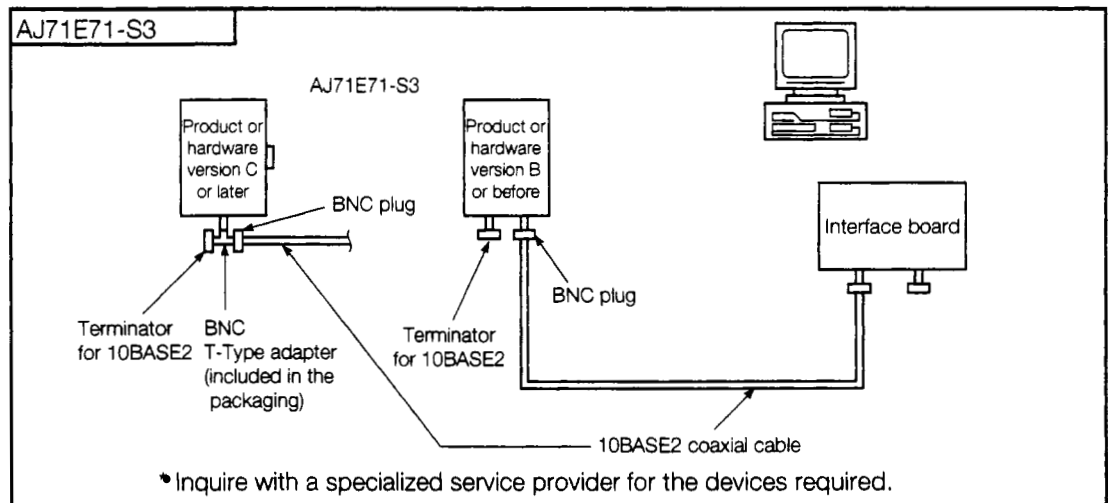 AJ71E71-S3
AJ71E71-S3
Product or
hardware
version C
or later
BNC plug
Terminator
for 10BASE2
BNC
T-Type adapter
(included in the
packaging)
Product or
hardware
version B
or before
BNC plug
Terminator
for 10BASE2
Interface board
10BASE2 coaxial cable
* Inquire with a specialized service provider for the devices required.